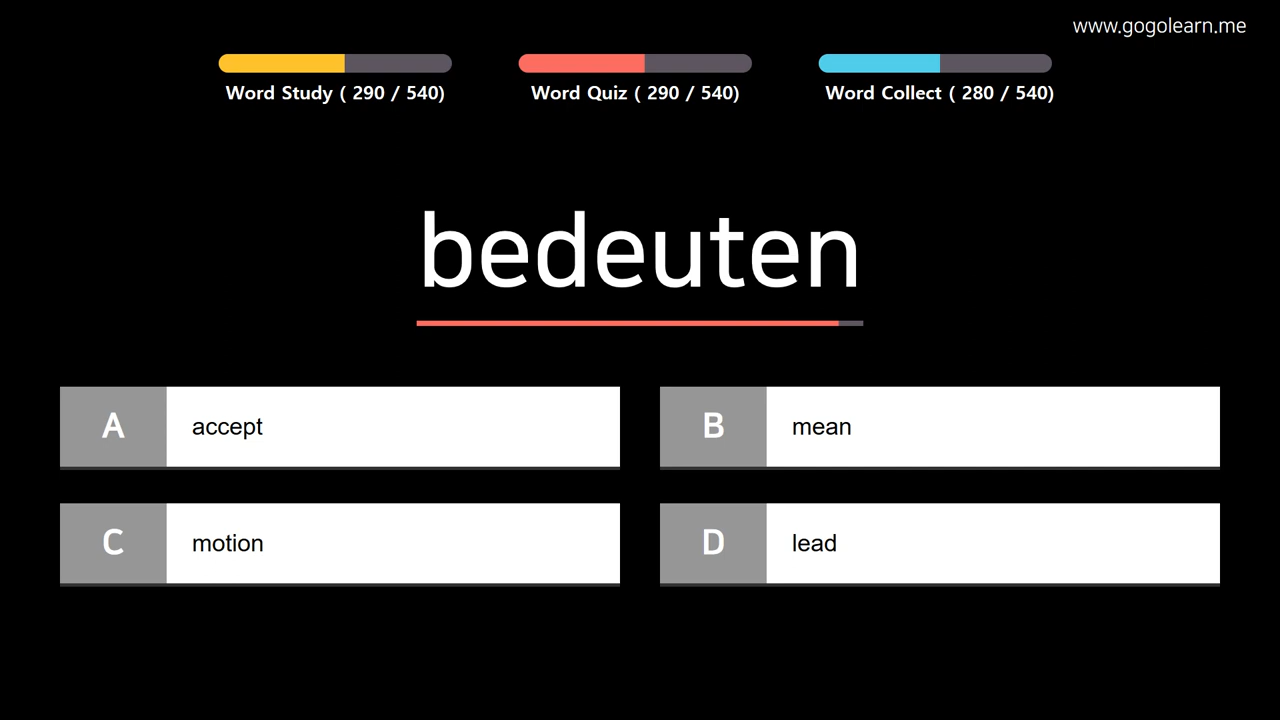 www.gogolearn.me
Word Study ( 290 / 540)
Word Quiz ( 290 / 540)
Word Collect ( 280 / 540)
bedeuten
A accept
B mean
C motion
D lead